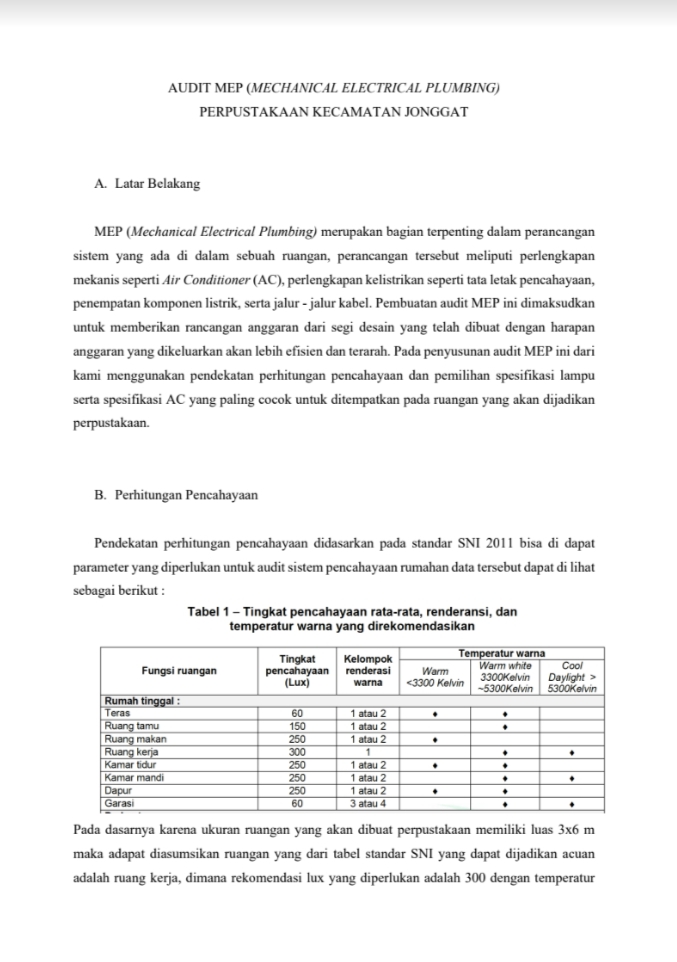 AUDIT MEP (MECHANICAL ELECTRICAL PLUMBING)
PERPUSTAKAAN KECAMATAN JONGGAT
A. Latar Belakang
MEP (Mechanical Electrical Plumbing) merupakan bagian terpenting dalam perancangan
sistem yang ada di dalam sebuah ruangan, perancangan tersebut meliputi perlengkapan
mekanis seperti Air Conditioner (AC), perlengkapan kelistrikan seperti tata letak pencahayaan,
penempatan komponen listrik, serta jalur - jalur kabel. Pembuatan audit MEP ini dimaksudkan
untuk memberikan rancangan anggaran dari segi desain yang telah dibuat dengan harapan
anggaran yang dikeluarkan akan lebih efisien dan terarah. Pada penyusunan audit MEP ini dari
kami menggunakan pendekatan perhitungan pencahayaan dan pemilihan spesifikasi lampu
serta spesifikasi AC yang paling cocok untuk ditempatkan pada ruangan yang akan dijadikan
perpustakaan.
B. Perhitungan Pencahayaan
Pendekatan perhitungan pencahayaan didasarkan pada standar SNI 2011 bisa di dapat
parameter yang diperlukan untuk audit sistem pencahayaan rumahan data tersebut dapat di lihat
sebagai berikut :
Tabel 1 – Tingkat pencahayaan rata-rata, renderansi, dan
temperatur warna yang direkomendasikan
Fungsi ruangan
Tingkat
pencahayaan
(Lux)
Kelompok
renderasi
warna
Temperatur warna
Warm
<3300 Kelvin
Warm white
3300Kelvin
~5300Kelvin
Cool
Daylight >
5300Kelvin
Rumah tinggal :
Teras 60 1 atau 2 ♦ ♦
Ruang tamu 150 1 atau 2 ♦
Ruang makan 250 1 atau 2 ♦
Ruang kerja 300 1 ♦ ♦
Kamar tidur 250 1 atau 2 ♦ ♦
Kamar mandi 250 1 atau 2 ♦ ♦
Dapur 250 1 atau 2 ♦ ♦
Garasi 60 3 atau 4 ♦ ♦
Pada dasarnya karena ukuran ruangan yang akan dibuat perpustakaan memiliki luas 3x6 m
maka adapat diasumsikan ruangan yang dari tabel standar SNI yang dapat dijadikan acuan
adalah ruang kerja, dimana rekomendasi lux yang diperlukan adalah 300 dengan temperatur